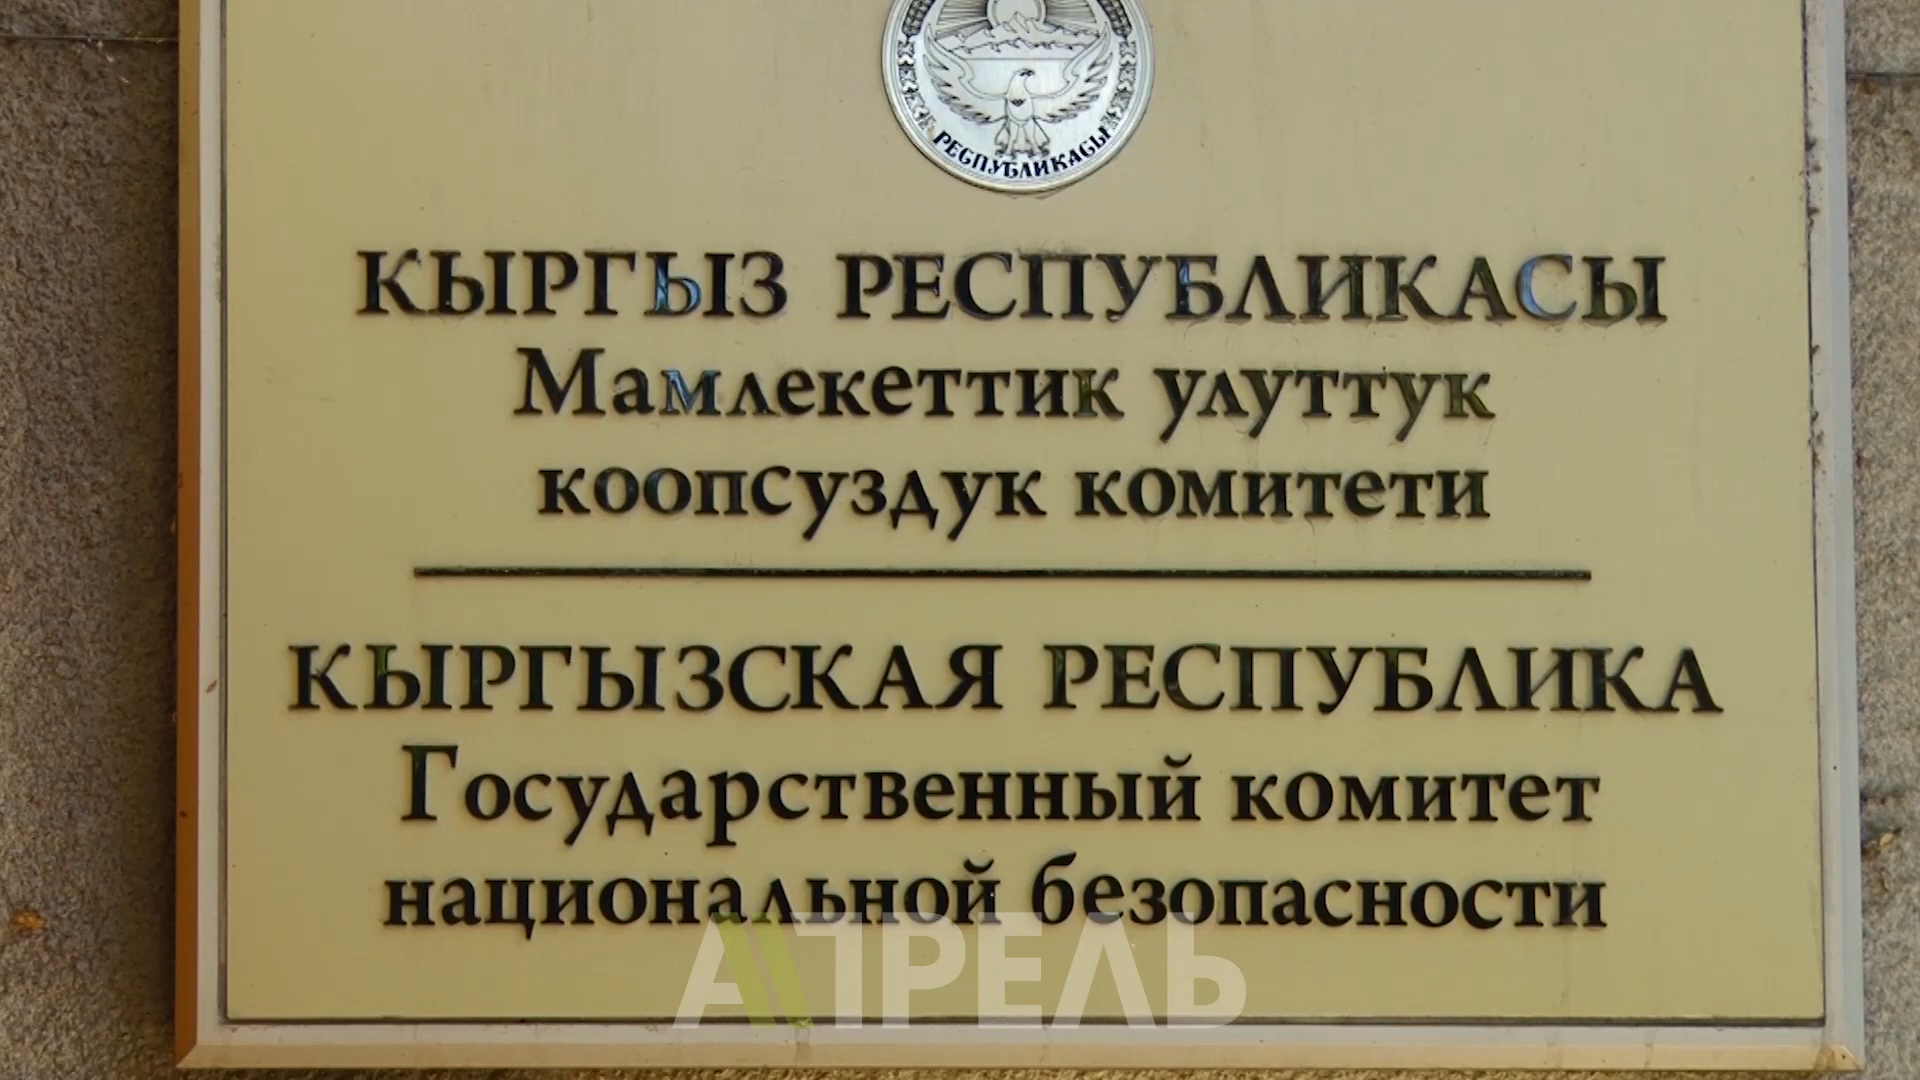 РЕСПУБЛИКАСЫ
КЫРГЫЗ РЕСПУБЛИКАСЫ
Мамлекеттик улуттук
коопсуздук комитети
КЫРГЫЗСКАЯ РЕСПУБЛИКА
Государственный комитет
национальной безопасности
АПРЕЛЬ